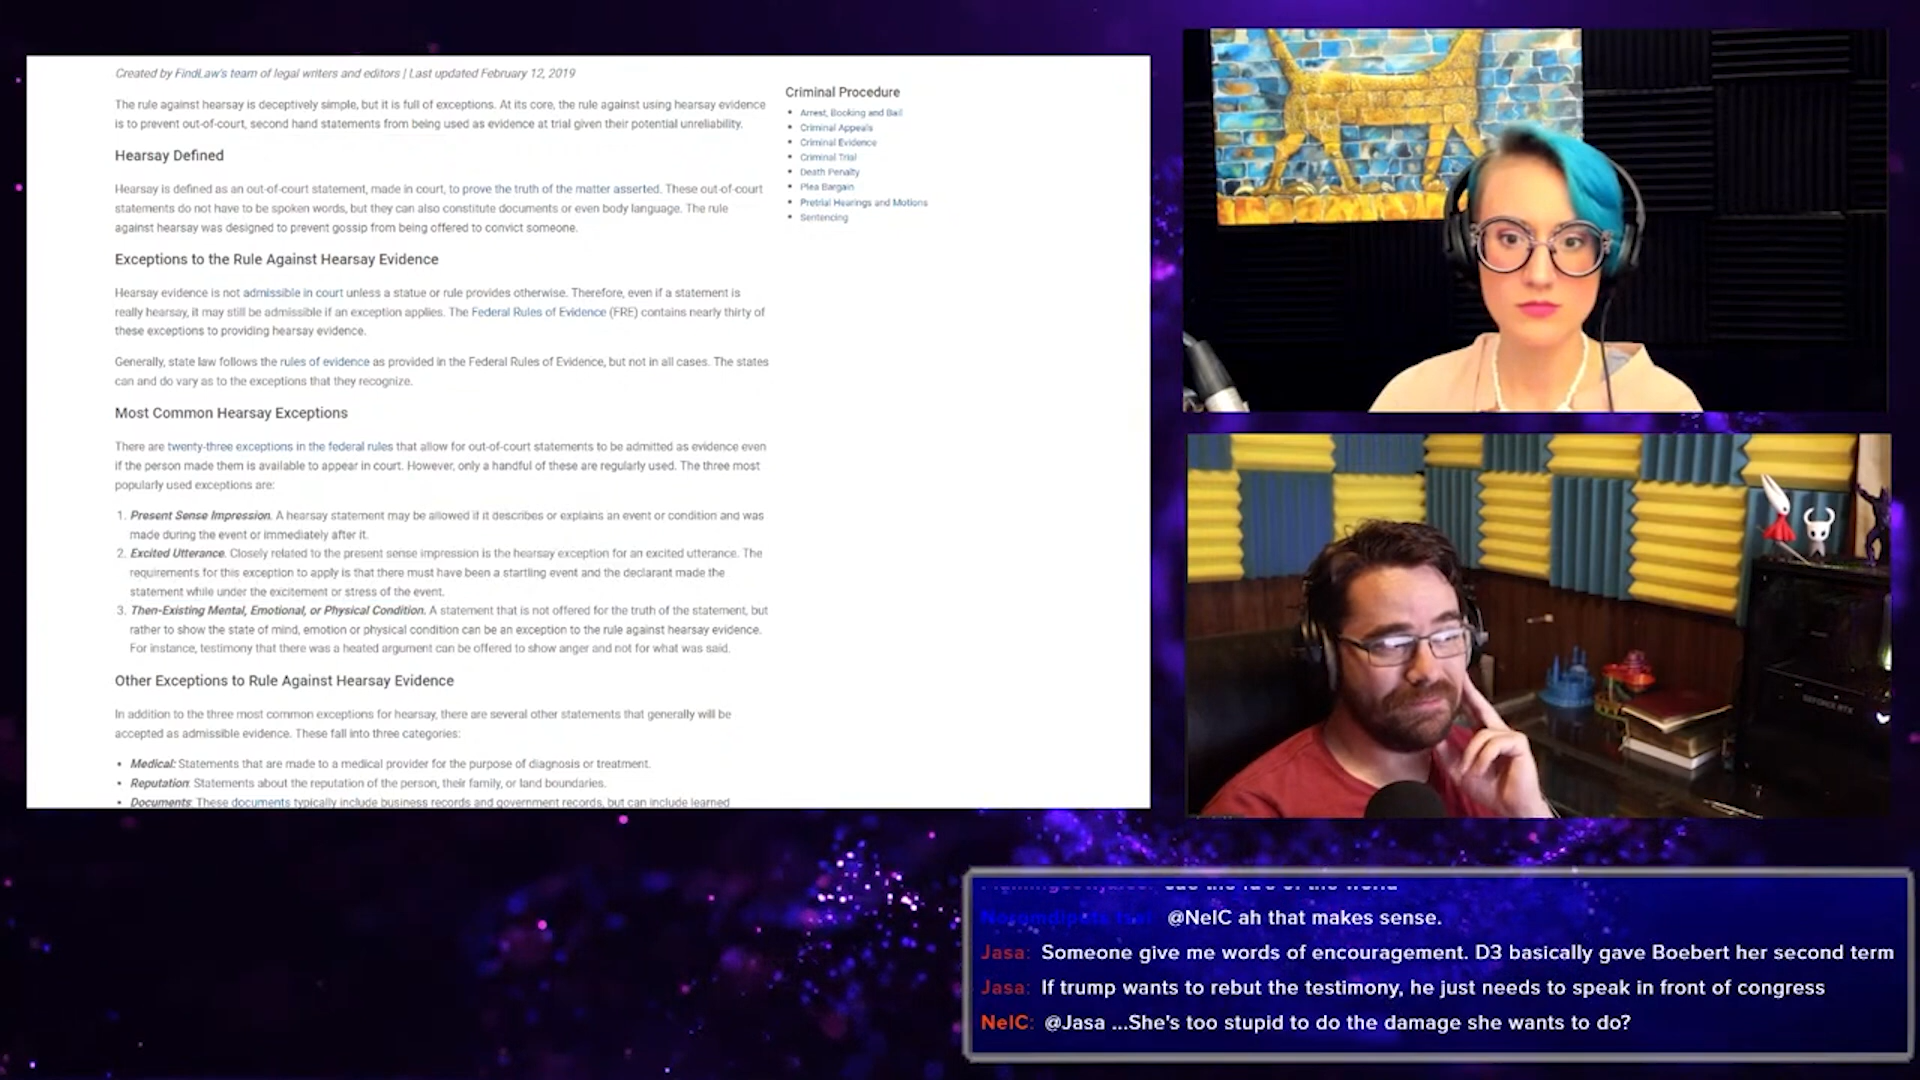 Created by FindLaw's team of legal writers and editors | Last updated February 12, 2019
The rule against hearsay is deceptively simple, but it is full of exceptions. At its core, the rule against using hearsay evidence
is to prevent out-of-court, second hand statements from being used as evidence at trial given their potential unreliability.
Hearsay Defined
Hearsay is defined as an out-of-court statement, made in court, to prove the truth of the matter asserted. These out-of-court
statements do not have to be spoken words, but they can also constitute documents or even body language. The rule
against hearsay was designed to prevent gossip from being offered to convict someone.
Exceptions to the Rule Against Hearsay Evidence
Hearsay evidence is not admissible in court unless a statue or rule provides otherwise. Therefore, even if a statement is
really hearsay, it may still be admissible if an exception applies. The Federal Rules of Evidence (FRE) contains nearly thirty of
these exceptions to providing hearsay evidence.
Generally, state law follows the rules of evidence as provided in the Federal Rules of Evidence, but not in all cases. The states
can and do vary as to the exceptions that they recognize.
Most Common Hearsay Exceptions
There are twenty-three exceptions in the federal rules that allow for out-of-court statements to be admitted as evidence even
if the person made them is available to appear in court. However, only a handful of these are regularly used. The three most
popularly used exceptions are:
1. Present Sense Impression. A hearsay statement may be allowed if it describes or explains an event or condition and was
made during the event or immediately after it.
2. Excited Utterance. Closely related to the present sense impression is the hearsay exception for an excited utterance. The
requirements for this exception to apply is that there must have been a startling event and the declarant made the
statement while under the excitement or stress of the event.
3. Then-Existing Mental, Emotional, or Physical Condition. A statement that is not offered for the truth of the statement, but
rather to show the state of mind, emotion or physical condition can be an exception to the rule against hearsay evidence.
For instance, testimony that there was a heated argument can be offered to show anger and not for what was said.
Other Exceptions to Rule Against Hearsay Evidence
In addition to the three most common exceptions for hearsay, there are several other statements that generally will be
accepted as admissible evidence. These fall into three categories:
• Medical: Statements that are made to a medical provider for the purpose of diagnosis or treatment.
• Reputation: Statements about the reputation of the person, their family, or land boundaries.
• Documents: These documents typically include business records and government records, but can include learned
Criminal Procedure
• Arrest, Booking and Bail
• Criminal Appeals
• Criminal Evidence
• Criminal Trial
• Death Penalty
• Plea Bargain
• Pretrial Hearings and Motions
• Sentencing
GEFORCE RTX
@NelC ah that makes sense.
Jasa: Someone give me words of encouragement. D3 basically gave Boebert her second term
Jasa: If trump wants to rebut the testimony, he just needs to speak in front of congress
NelC: @Jasa ...She's too stupid to do the damage she wants to do?